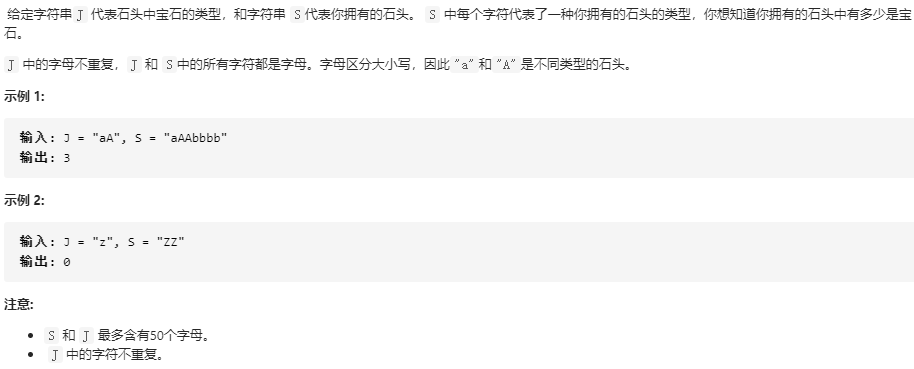 给定字符串 J 代表石头中宝石的类型，和字符串 S代表你拥有的石头。 S 中每个字符代表了一种你拥有的石头的类型，你想知道你拥有的石头中有多少是宝
石。
J 中的字母不重复，J 和 S中的所有字符都是字母。字母区分大小写，因此"a"和"A"是不同类型的石头。
示例 1:
输入: J = "aA", S = "aAAbbbb"
输出: 3
示例 2:
输入: J = "z", S = "ZZ"
输出: 0
注意:
• S 和 J 最多含有50个字母。
• J 中的字符不重复。